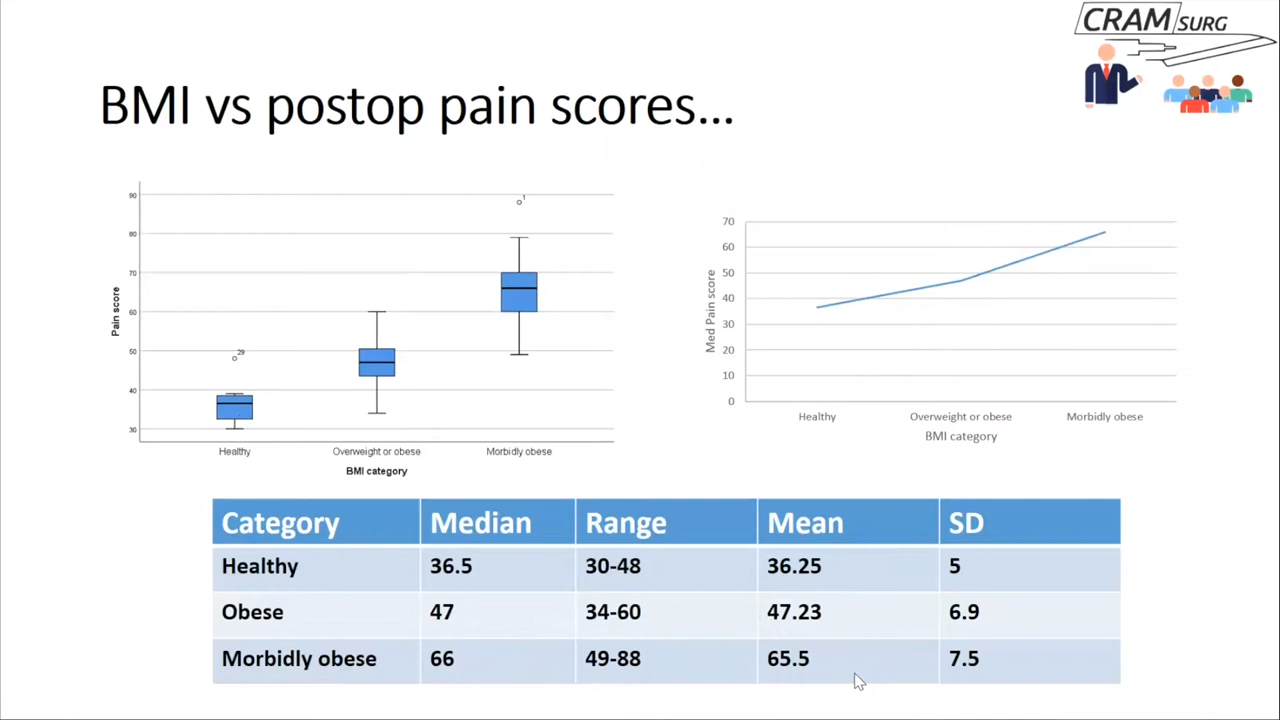 CRAM SURG
BMI vs postop pain scores...
90
80
70
60
50
40
30
Pain score
1
29
Healthy
Overweight or obese
Morbidly obese
BMI category
70
60
50
40
30
20
10
0
Med Pain score
Healthy
Overweight or obese
Morbidly obese
BMI category
Category Median Range Mean SD
Healthy 36.5 30-48 36.25 5
Obese 47 34-60 47.23 6.9
Morbidly obese 66 49-88 65.5 7.5